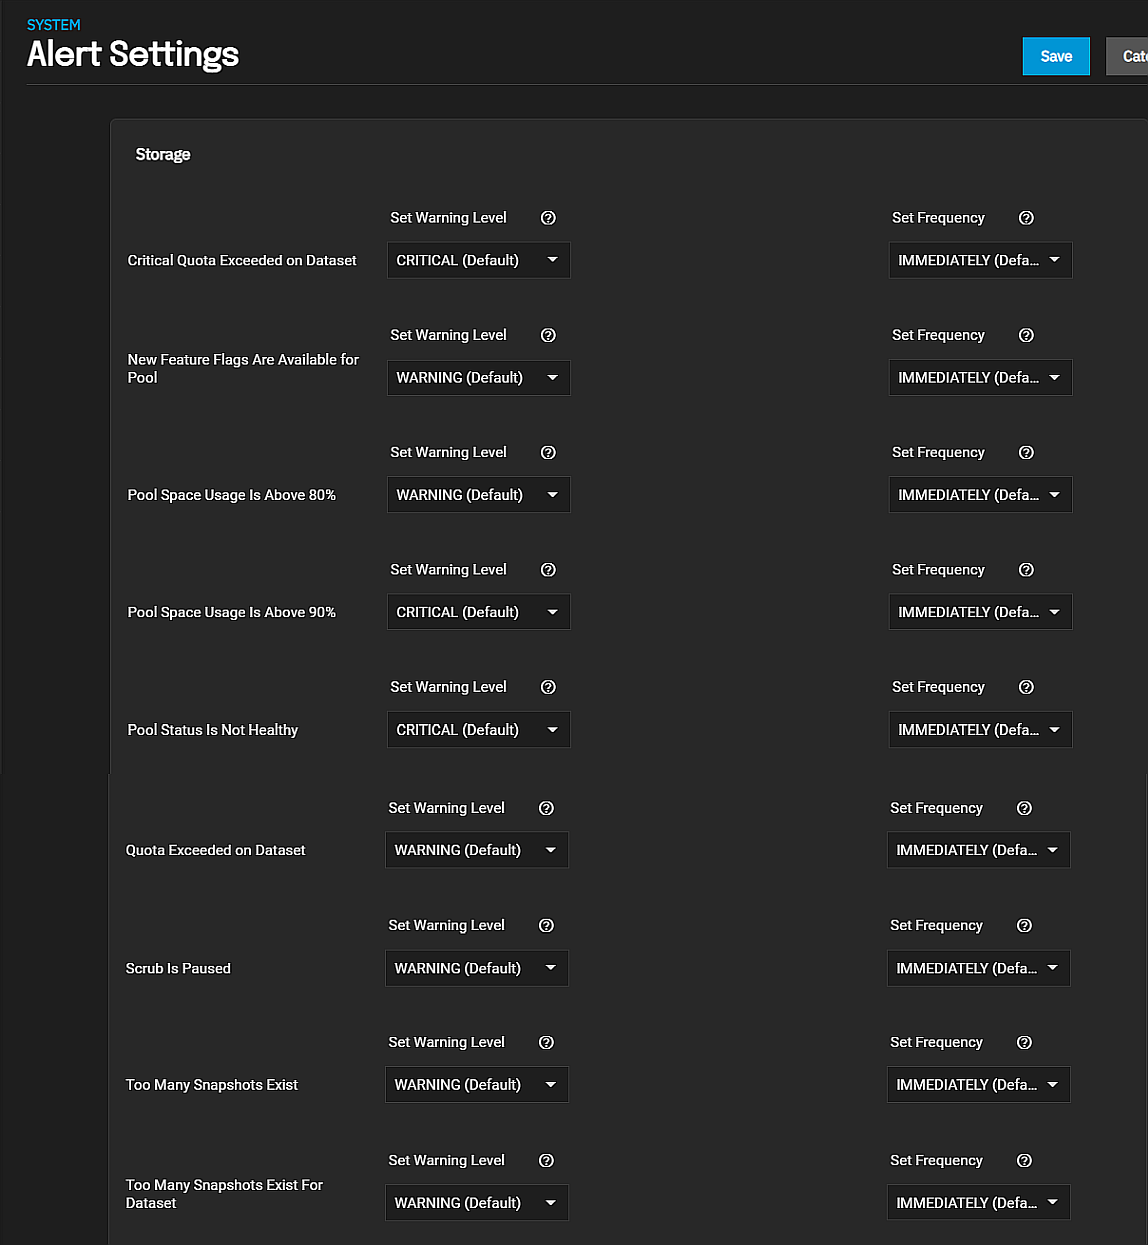 SYSTEM
Alert Settings
Save
Cate
Storage
Set Warning Level
Set Frequency
Critical Quota Exceeded on Dataset
CRITICAL (Default)
IMMEDIATELY (Defa...
Set Warning Level
Set Frequency
New Feature Flags Are Available for
Pool
WARNING (Default)
IMMEDIATELY (Defa...
Set Warning Level
Set Frequency
Pool Space Usage Is Above 80%
WARNING (Default)
IMMEDIATELY (Defa...
Set Warning Level
Set Frequency
Pool Space Usage Is Above 90%
CRITICAL (Default)
IMMEDIATELY (Defa...
Set Warning Level
Set Frequency
Pool Status Is Not Healthy
CRITICAL (Default)
IMMEDIATELY (Defa...
Set Warning Level
Set Frequency
Quota Exceeded on Dataset
WARNING (Default)
IMMEDIATELY (Defa...
Set Warning Level
Set Frequency
Scrub Is Paused
WARNING (Default)
IMMEDIATELY (Defa...
Set Warning Level
Set Frequency
Too Many Snapshots Exist
WARNING (Default)
IMMEDIATELY (Defa...
Set Warning Level
Set Frequency
Too Many Snapshots Exist For
Dataset
WARNING (Default)
IMMEDIATELY (Defa...